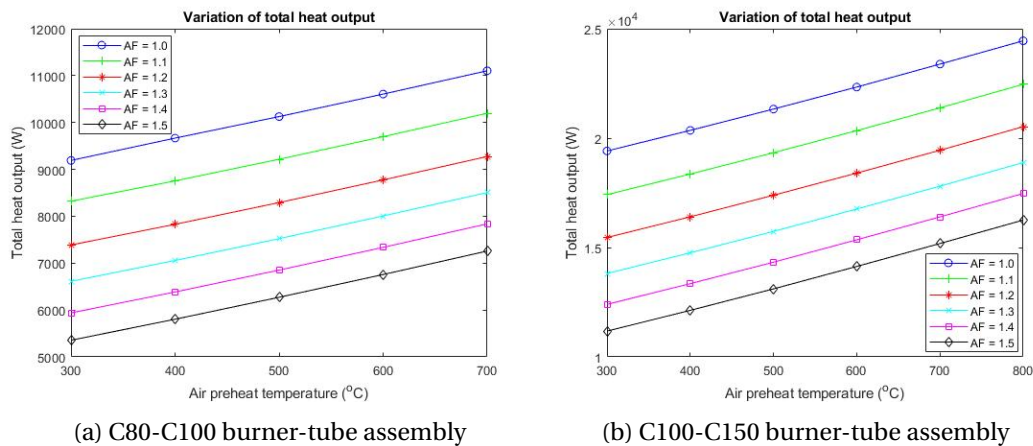 Variation of total heat output
12000
11000
10000
9000
8000
7000
6000
5000
Total heat output (W)
AF = 1.0
AF = 1.1
AF = 1.2
AF = 1.3
AF = 1.4
AF = 1.5
300 400 500 600 700
Air preheat temperature (°C)
(a) C80-C100 burner-tube assembly
Variation of total heat output
×10⁴
2.5
2
1.5
1
Total heat output (W)
AF = 1.0
AF = 1.1
AF = 1.2
AF = 1.3
AF = 1.4
AF = 1.5
300 400 500 600 700 800
Air preheat temperature (°C)
(b) C100-C150 burner-tube assembly